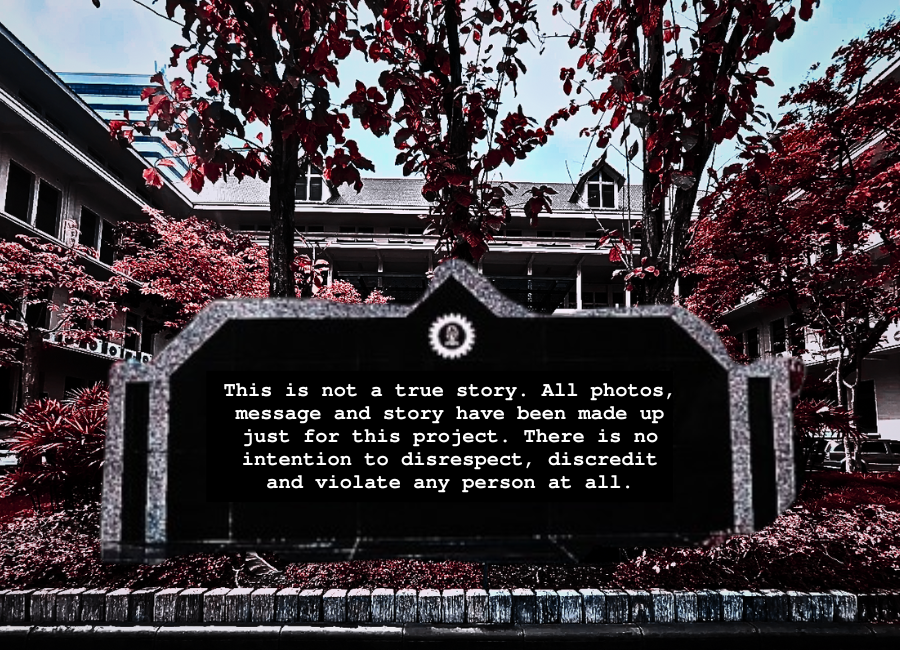 This is not a true story. All photos,
message and story have been made up
just for this project. There is no
intention to disrespect, discredit
and violate any person at all.